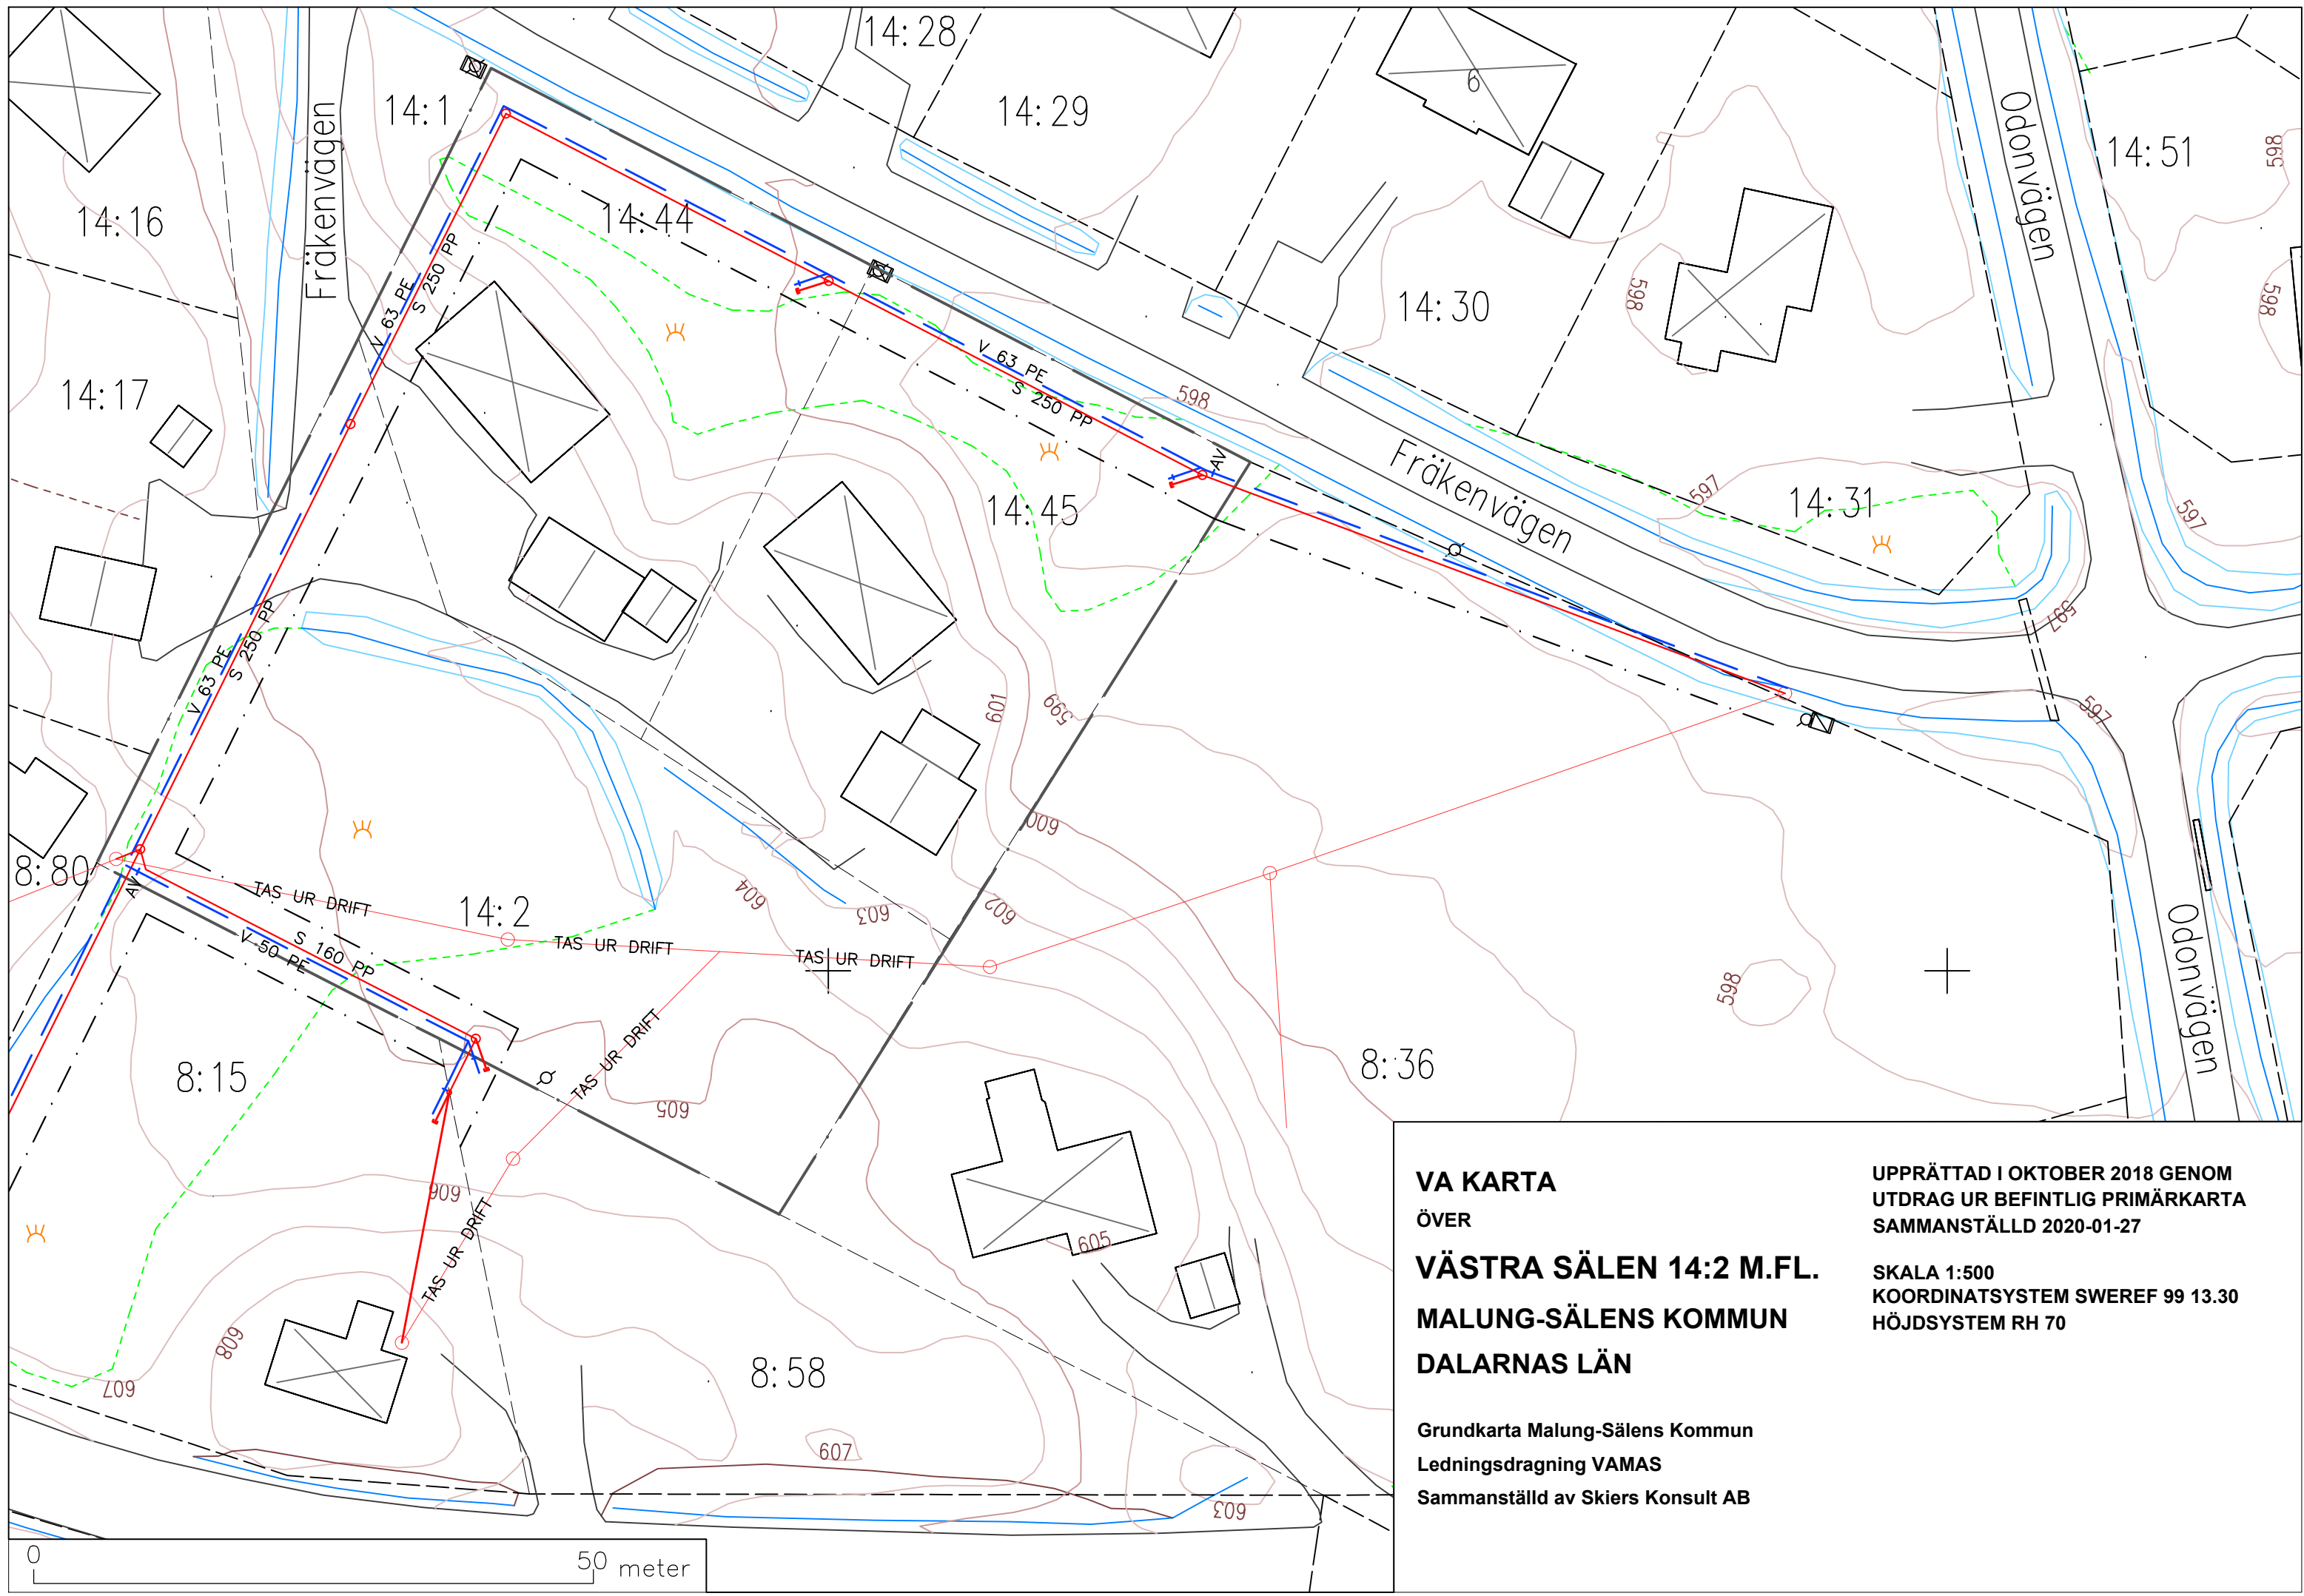 14:28
14:1
14:29
6
Odonvägen
14:51
598
Fräkenvägen
14:16
14:44
V 63 PE
S 250 PP
14:30
598
598
14:17
V 63 PE
S 250 PP
598
AV
14:45
Fräkenvägen
597
14:31
597
597
V 63 PE
S 250 PP
601
599
597
600
8:80
AV
TAS UR DRIFT
14:2
604
603
602
V 50 PE
S 160 PP
TAS UR DRIFT
TAS UR DRIFT
Odonvägen
598
TAS UR DRIFT
8:15
605
8:36
606
TAS UR DRIFT
605
608
607
8:58
607
603
VA KARTA
ÖVER
VÄSTRA SÄLEN 14:2 M.FL.
MALUNG-SÄLENS KOMMUN
DALARNAS LÄN
Grundkarta Malung-Sälens Kommun
Ledningsdragning VAMAS
Sammanställd av Skiers Konsult AB
UPPRÄTTAD I OKTOBER 2018 GENOM
UTDRAG UR BEFINTLIG PRIMÄRKARTA
SAMMANSTÄLLD 2020-01-27
SKALA 1:500
KOORDINATSYSTEM SWEREF 99 13.30
HÖJDSYSTEM RH 70
0 50 meter